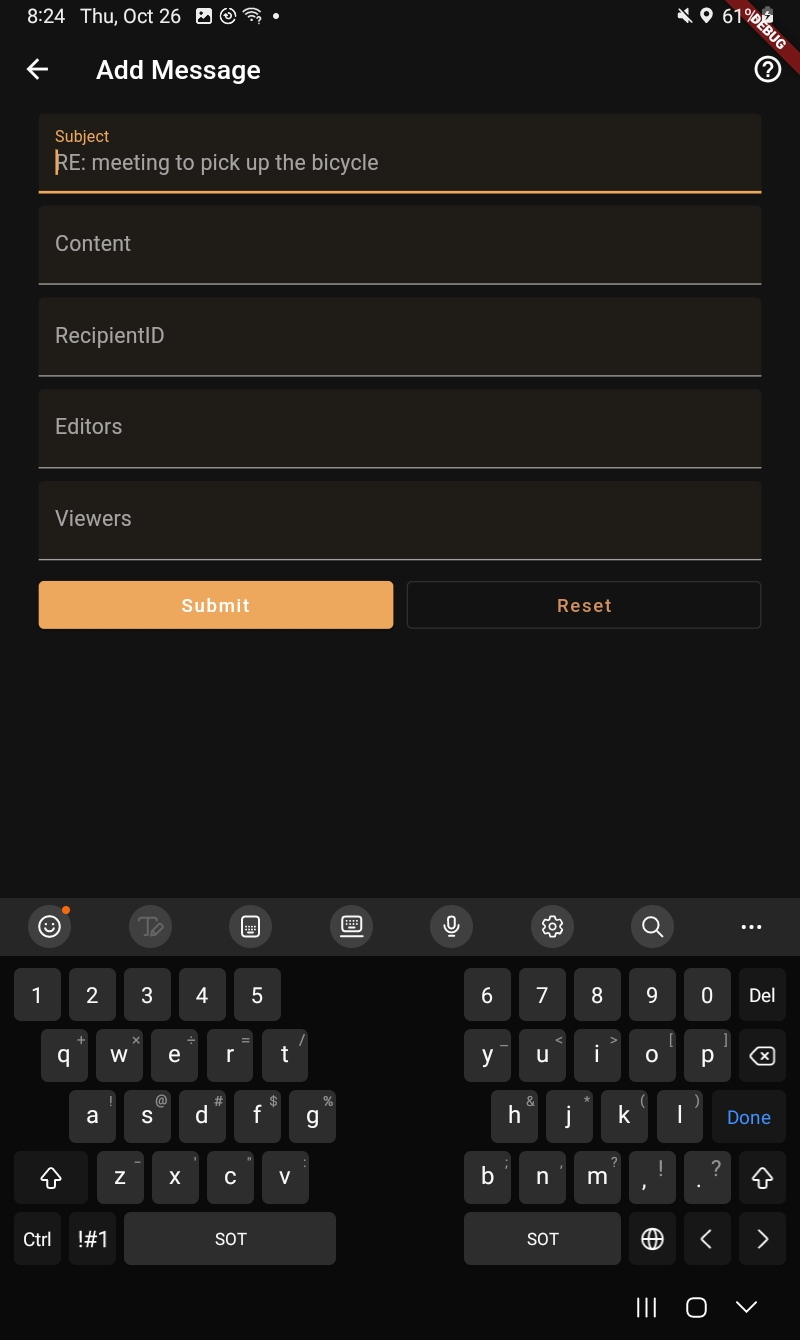 8:24 Thu, Oct 26 61%
DEBUG
Add Message
Subject
RE: meeting to pick up the bicycle
Content
RecipientID
Editors
Viewers
Submit Reset
1 2 3 4 5 6 7 8 9 0 Del
q + w × e ÷ r = t / y _ u < i > o [ p ]
a ! s @ d # f $ g % h & j * k ( l ) Done
z - x ' c " v : b ; n , m ? , ! . ?
Ctrl !#1 SOT SOT